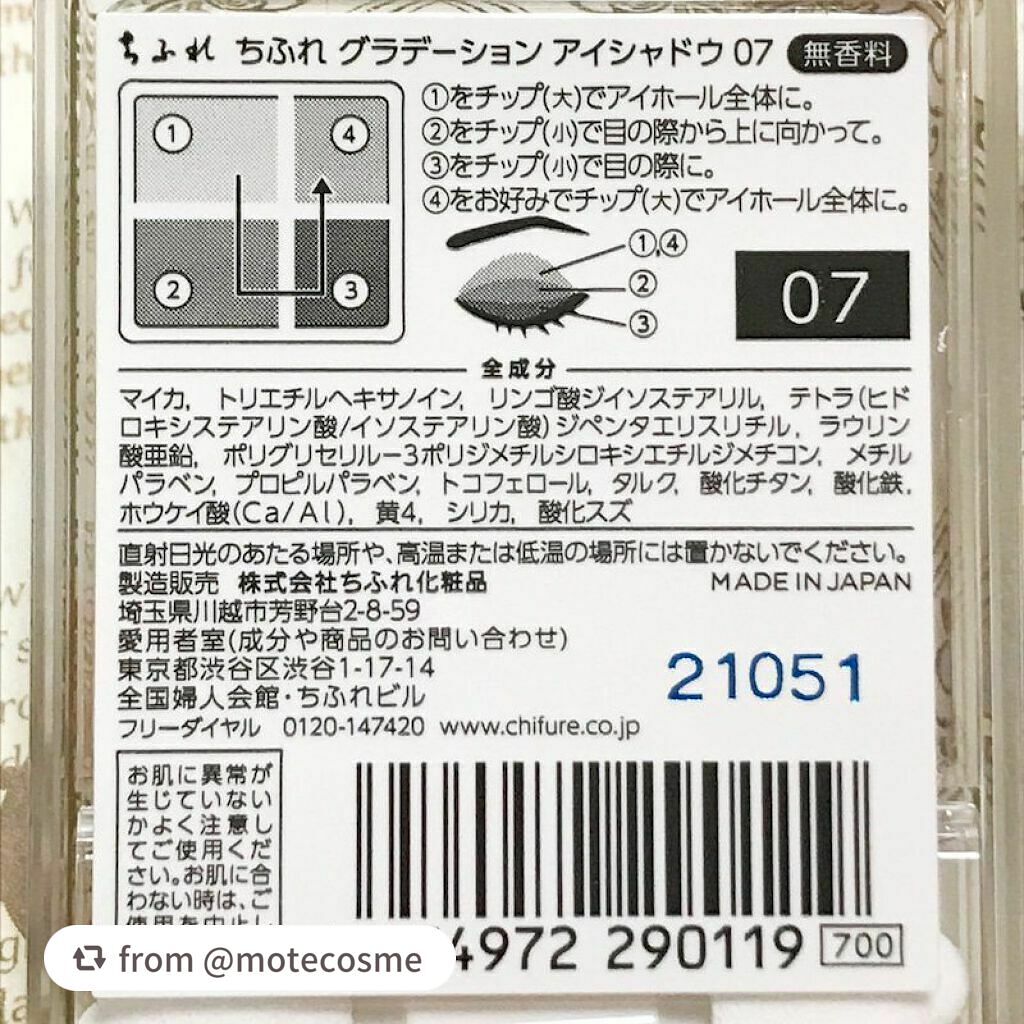 ちふれ ちふれ グラデーション アイシャドウ 07 無香料
①をチップ(大)でアイホール全体に。
②をチップ(小)で目の際から上に向かって。
③をチップ(小)で目の際に。
④をお好みでチップ(大)でアイホール全体に。
① ④
② ③
①,④
②
③
07
全成分
マイカ, トリエチルヘキサノイン, リンゴ酸ジイソステアリル, テトラ(ヒド
ロキシステアリン酸/イソステアリン酸)ジペンタエリスリチル, ラウリン
酸亜鉛, ポリグリセリル-3ポリジメチルシロキシエチルジメチコン, メチル
パラベン, プロピルパラベン, トコフェロール, タルク, 酸化チタン, 酸化鉄,
ホウケイ酸(Ca/Al), 黄4, シリカ, 酸化スズ
直射日光のあたる場所や、高温または低温の場所には置かないでください。
製造販売 株式会社ちふれ化粧品 MADE IN JAPAN
埼玉県川越市芳野台2-8-59
愛用者室(成分や商品のお問い合わせ)
東京都渋谷区渋谷1-17-14
全国婦人会館・ちふれビル
フリーダイヤル 0120-147420 www.chifure.co.jp
21051
お肌に異常が
生じていない
かよく注意し
てご使用くだ
さい。お肌に合
わない時は、ご
使用を中止し
4972 290119 700
from @motecosme